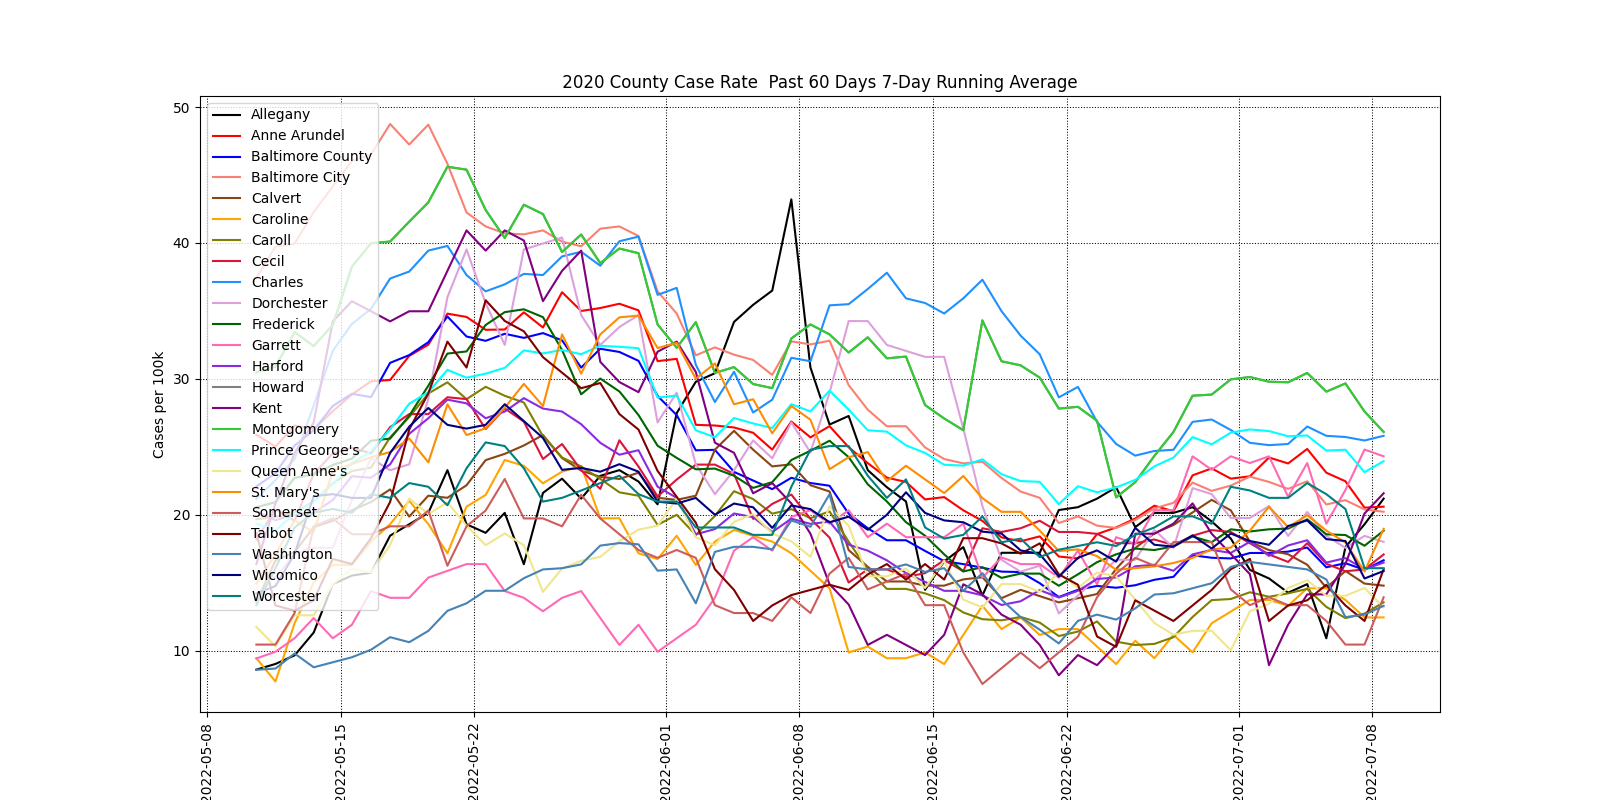 2020 County Case Rate  Past 60 Days 7-Day Running Average
Cases per 100k
50
40
30
20
10
Allegany
Anne Arundel
Baltimore County
Baltimore City
Calvert
Caroline
Caroll
Cecil
Charles
Dorchester
Frederick
Garrett
Harford
Howard
Kent
Montgomery
Prince George's
Queen Anne's
St. Mary's
Somerset
Talbot
Washington
Wicomico
Worcester
2022-05-08
2022-05-15
2022-05-22
2022-06-01
2022-06-08
2022-06-15
2022-06-22
2022-07-01
2022-07-08